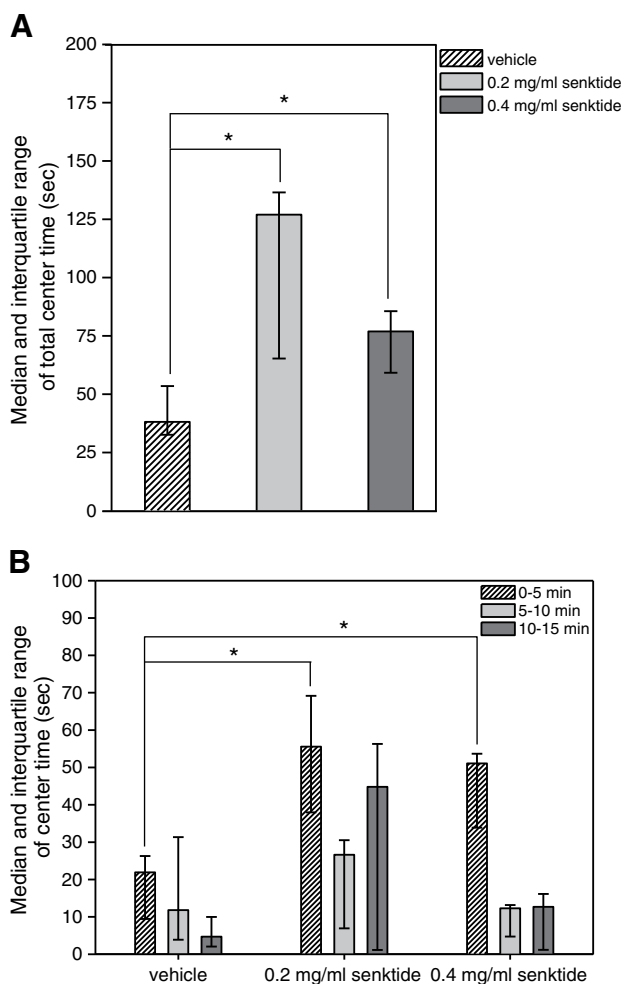 A
Median and interquartile range
of total center time (sec)
200
175
150
125
100
75
50
25
0
*
*
vehicle
0.2 mg/ml senktide
0.4 mg/ml senktide
B
Median and interquartile range
of center time (sec)
100
90
80
70
60
50
40
30
20
10
0
*
*
0-5 min
5-10 min
10-15 min
vehicle 0.2 mg/ml senktide 0.4 mg/ml senktide